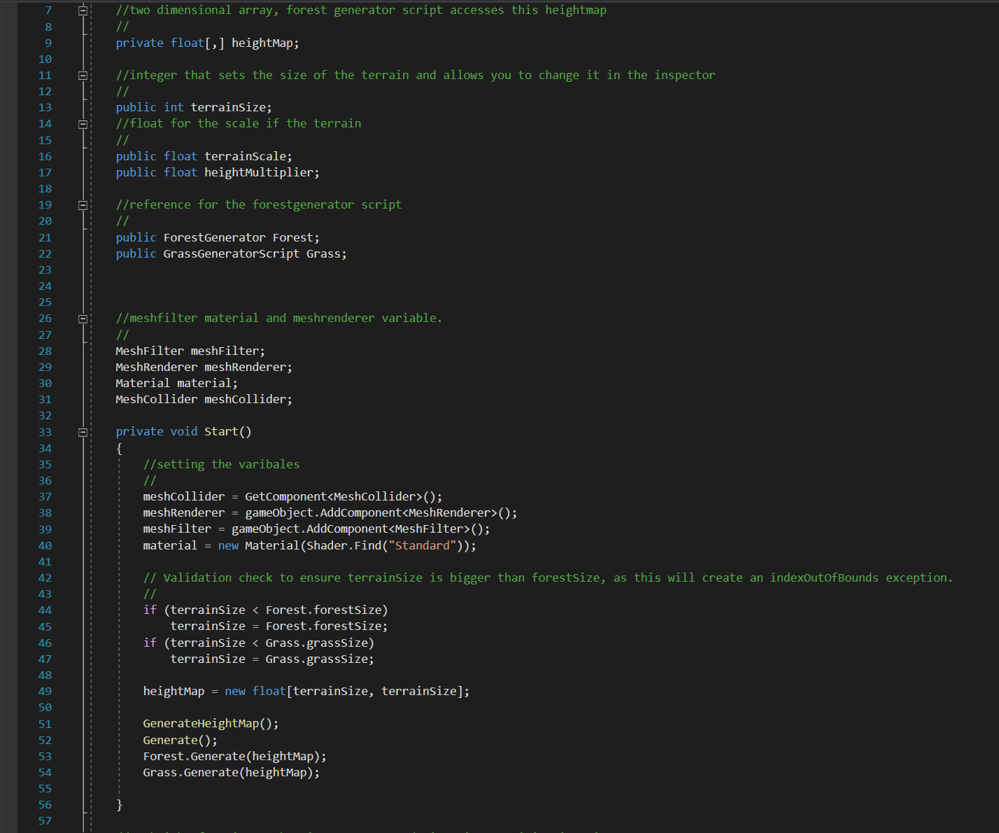 7 //two dimensional array, forest generator script accesses this heightmap
8 //
9 private float[,] heightMap;
10
11 //integer that sets the size of the terrain and allows you to change it in the inspector
12 //
13 public int terrainSize;
14 //float for the scale if the terrain
15 //
16 public float terrainScale;
17 public float heightMultiplier;
18
19 //reference for the forestgenerator script
20 //
21 public ForestGenerator Forest;
22 public GrassGeneratorScript Grass;
23
24
25
26 //meshfilter material and meshrenderer variable.
27 //
28 MeshFilter meshFilter;
29 MeshRenderer meshRenderer;
30 Material material;
31 MeshCollider meshCollider;
32
33 private void Start()
34 {
35 //setting the varibales
36 //
37 meshCollider = GetComponent<MeshCollider>();
38 meshRenderer = gameObject.AddComponent<MeshRenderer>();
39 meshFilter = gameObject.AddComponent<MeshFilter>();
40 material = new Material(Shader.Find("Standard"));
41
42 // Validation check to ensure terrainSize is bigger than forestSize, as this will create an indexOutOfBounds exception.
43 //
44 if (terrainSize < Forest.forestSize)
45 terrainSize = Forest.forestSize;
46 if (terrainSize < Grass.grassSize)
47 terrainSize = Grass.grassSize;
48
49 heightMap = new float[terrainSize, terrainSize];
50
51 GenerateHeightMap();
52 Generate();
53 Forest.Generate(heightMap);
54 Grass.Generate(heightMap);
55
56 }
57